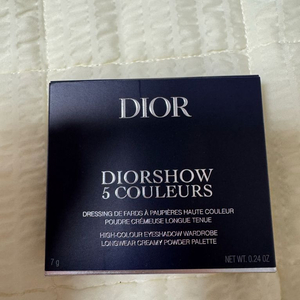 DIOR
DIORSHOW
5 COULEURS
DRESSING DE FARDS À PAUPIÈRES HAUTE COULEUR
POUDRE CRÉMEUSE LONGUE TENUE
HIGH-COLOUR EYESHADOW WARDROBE
LONGWEAR CREAMY POWDER PALETTE
7 g
NET WT. 0.24 OZ